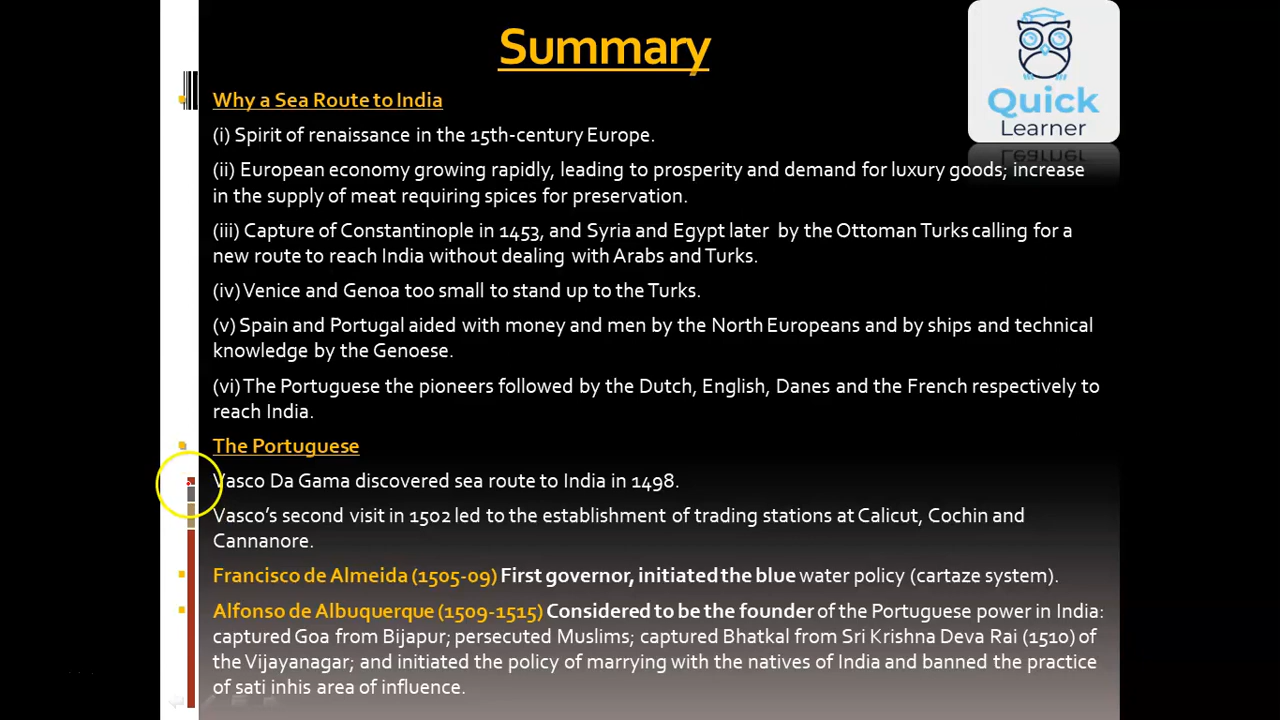 Summary
Quick
Learner
Why a Sea Route to India
(i) Spirit of renaissance in the 15th-century Europe.
(ii) European economy growing rapidly, leading to prosperity and demand for luxury goods; increase
in the supply of meat requiring spices for preservation.
(iii) Capture of Constantinople in 1453, and Syria and Egypt later by the Ottoman Turks calling for a
new route to reach India without dealing with Arabs and Turks.
(iv) Venice and Genoa too small to stand up to the Turks.
(v) Spain and Portugal aided with money and men by the North Europeans and by ships and technical
knowledge by the Genoese.
(vi) The Portuguese the pioneers followed by the Dutch, English, Danes and the French respectively to
reach India.
The Portuguese
Vasco Da Gama discovered sea route to India in 1498.
Vasco's second visit in 1502 led to the establishment of trading stations at Calicut, Cochin and
Cannanore.
Francisco de Almeida (1505-09) First governor, initiated the blue water policy (cartaze system).
Alfonso de Albuquerque (1509-1515) Considered to be the founder of the Portuguese power in India:
captured Goa from Bijapur; persecuted Muslims; captured Bhatkal from Sri Krishna Deva Rai (1510) of
the Vijayanagar; and initiated the policy of marrying with the natives of India and banned the practice
of sati inhis area of influence.